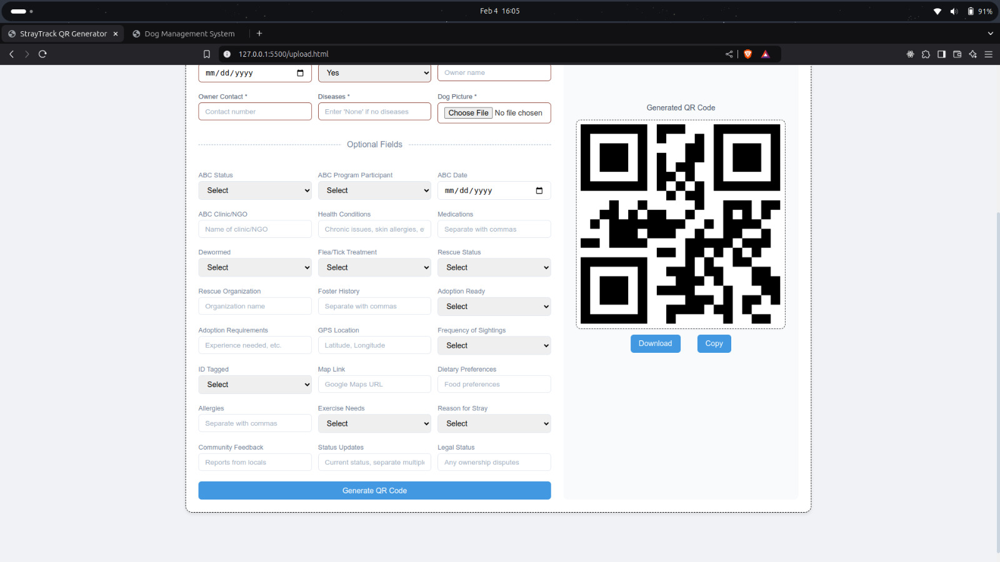 Feb 4 16:05
91%
StrayTrack QR Generator
Dog Management System
127.0.0.1:5500/upload.html
mm/dd/yyyy
Yes
Owner name
Owner Contact *
Diseases *
Dog Picture *
Contact number
Enter 'None' if no diseases
Choose File No file chosen
Optional Fields
ABC Status
ABC Program Participant
ABC Date
Select
Select
mm/dd/yyyy
ABC Clinic/NGO
Health Conditions
Medications
Name of clinic/NGO
Chronic issues, skin allergies, e
Separate with commas
Dewormed
Flea/Tick Treatment
Rescue Status
Select
Select
Select
Rescue Organization
Foster History
Adoption Ready
Organization name
Separate with commas
Select
Adoption Requirements
GPS Location
Frequency of Sightings
Experience needed, etc.
Latitude, Longitude
Select
ID Tagged
Map Link
Dietary Preferences
Select
Google Maps URL
Food preferences
Allergies
Exercise Needs
Reason for Stray
Separate with commas
Select
Select
Community Feedback
Status Updates
Legal Status
Reports from locals
Current status, separate multiple
Any ownership disputes
Generate QR Code
Generated QR Code
Download
Copy